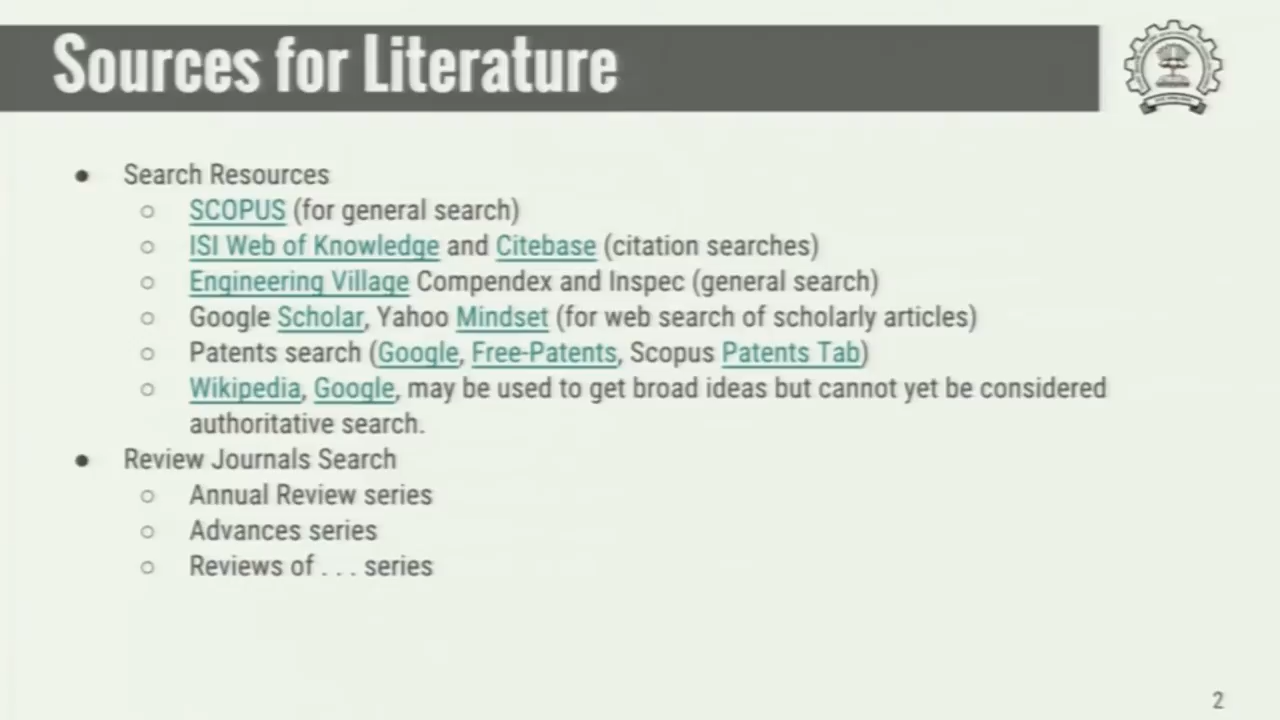 Sources for Literature
● Search Resources
○ SCOPUS (for general search)
○ ISI Web of Knowledge and Citebase (citation searches)
○ Engineering Village Compendex and Inspec (general search)
○ Google Scholar, Yahoo Mindset (for web search of scholarly articles)
○ Patents search (Google, Free-Patents, Scopus Patents Tab)
○ Wikipedia, Google, may be used to get broad ideas but cannot yet be considered
authoritative search.
● Review Journals Search
○ Annual Review series
○ Advances series
○ Reviews of . . . series
2